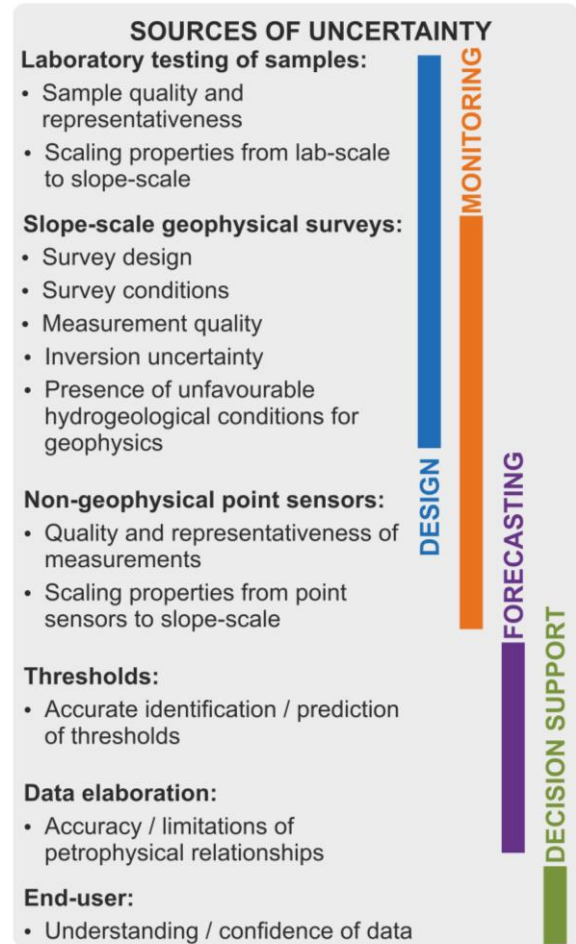 SOURCES OF UNCERTAINTY
Laboratory testing of samples:
• Sample quality and
representativeness
• Scaling properties from lab-scale
to slope-scale
Slope-scale geophysical surveys:
• Survey design
• Survey conditions
• Measurement quality
• Inversion uncertainty
• Presence of unfavourable
hydrogeological conditions for
geophysics
Non-geophysical point sensors:
• Quality and representativeness of
measurements
• Scaling properties from point
sensors to slope-scale
Thresholds:
• Accurate identification / prediction
of thresholds
Data elaboration:
• Accuracy / limitations of
petrophysical relationships
End-user:
• Understanding / confidence of data
DESIGN
MONITORING
FORECASTING
DECISION SUPPORT